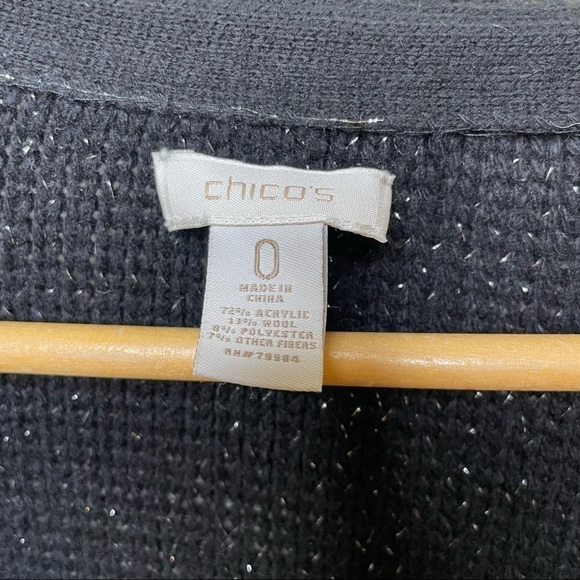 chico's
0
MADE IN
CHINA
72% ACRYLIC
13% WOOL
8% POLYESTER
7% OTHER FIBERS
RN#79984